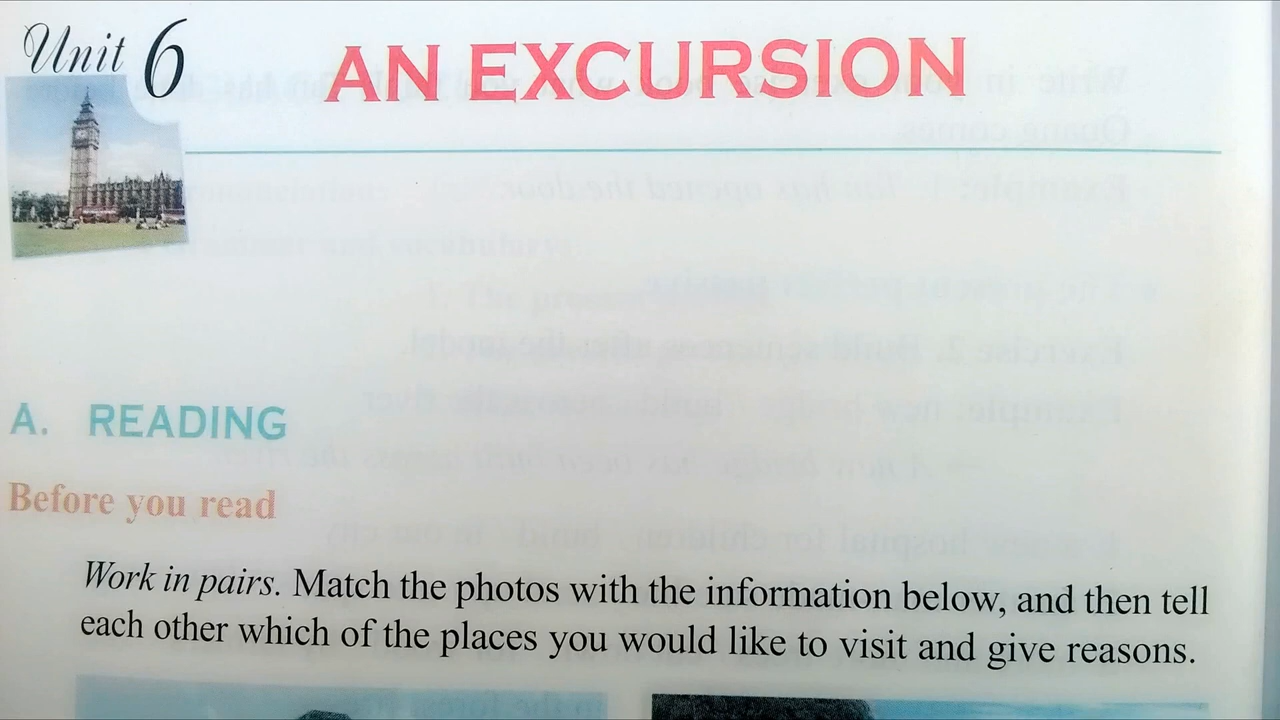 Unit 6
AN EXCURSION
A. READING
Before you read
Work in pairs. Match the photos with the information below, and then tell
each other which of the places you would like to visit and give reasons.